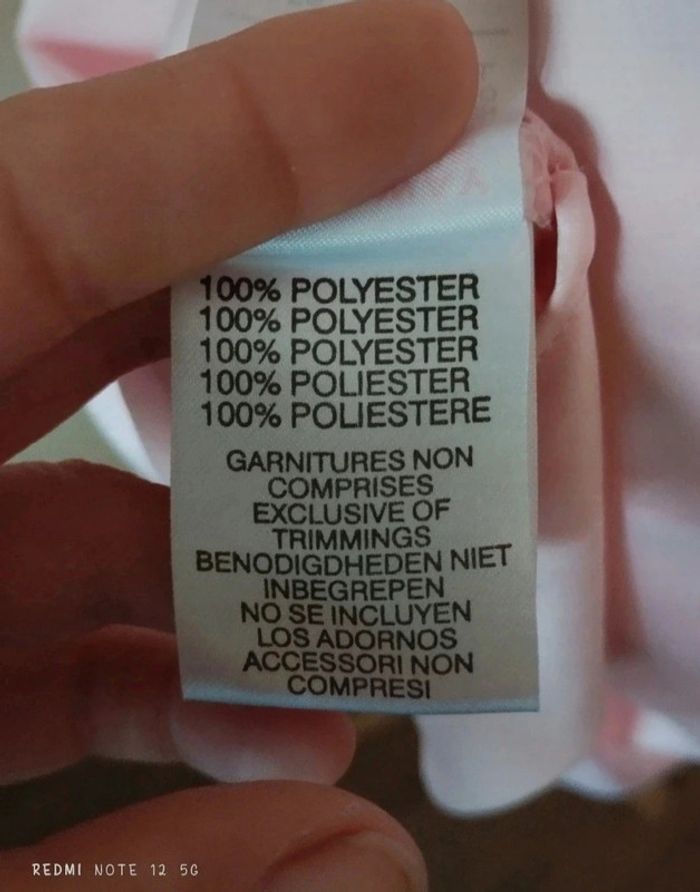 100% POLYESTER
100% POLYESTER
100% POLYESTER
100% POLIESTER
100% POLIESTERE
GARNITURES NON
COMPRISES
EXCLUSIVE OF
TRIMMINGS
BENODIGDHEDEN NIET
INBEGREPEN
NO SE INCLUYEN
LOS ADORNOS
ACCESSORI NON
COMPRESI
REDMI NOTE 12 5G